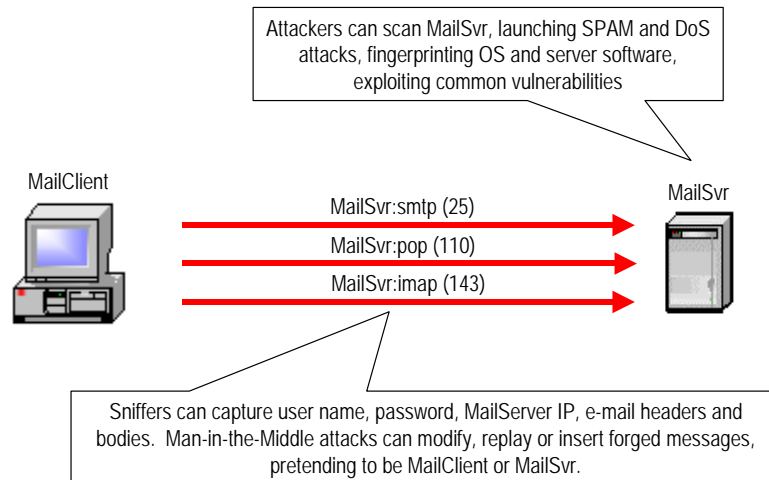 Attackers can scan MailSvr, launching SPAM and DoS
attacks, fingerprinting OS and server software,
exploiting common vulnerabilities
MailClient
MailSvr
MailSvr:smtp (25)
MailSvr:pop (110)
MailSvr:imap (143)
Sniffers can capture user name, password, MailServer IP, e-mail headers and
bodies.  Man-in-the-Middle attacks can modify, replay or insert forged messages,
pretending to be MailClient or MailSvr.